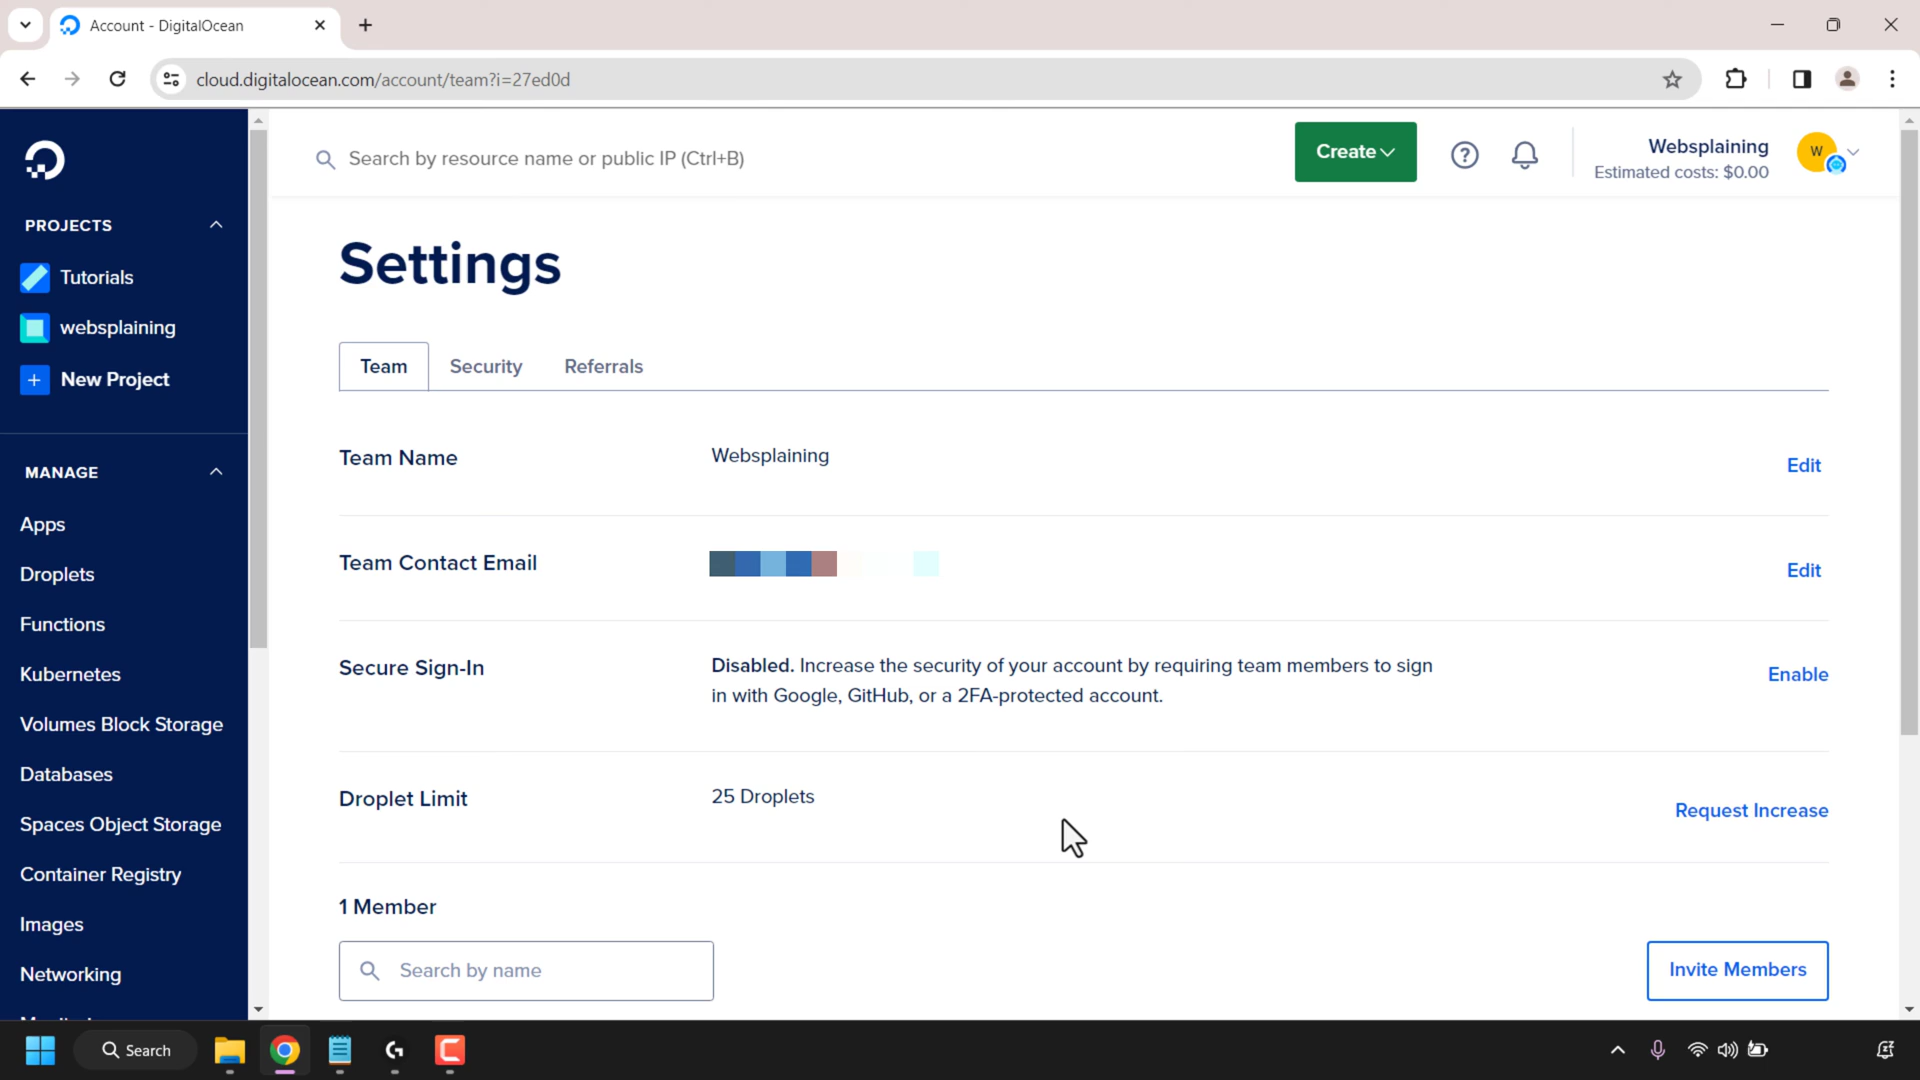 Account - DigitalOcean
cloud.digitalocean.com/account/team?i=27ed0d
Search by resource name or public IP (Ctrl+B)
Create
Websplaining
Estimated costs: $0.00
W
PROJECTS
Tutorials
websplaining
New Project
MANAGE
Apps
Droplets
Functions
Kubernetes
Volumes Block Storage
Databases
Spaces Object Storage
Container Registry
Images
Networking
Settings
Team
Security
Referrals
Team Name
Websplaining
Edit
Team Contact Email
Edit
Secure Sign-In
Disabled. Increase the security of your account by requiring team members to sign
in with Google, GitHub, or a 2FA-protected account.
Enable
Droplet Limit
25 Droplets
Request Increase
1 Member
Search by name
Invite Members
Search